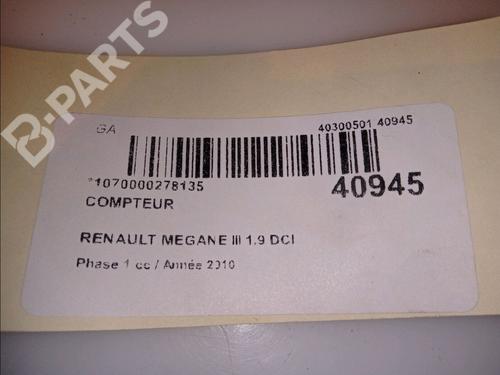 B-PARTS
GA
40300501 40945
*1070000278135
40945
COMPTEUR
RENAULT MEGANE III 1.9 DCI
Phase 1 cc / Année 2010